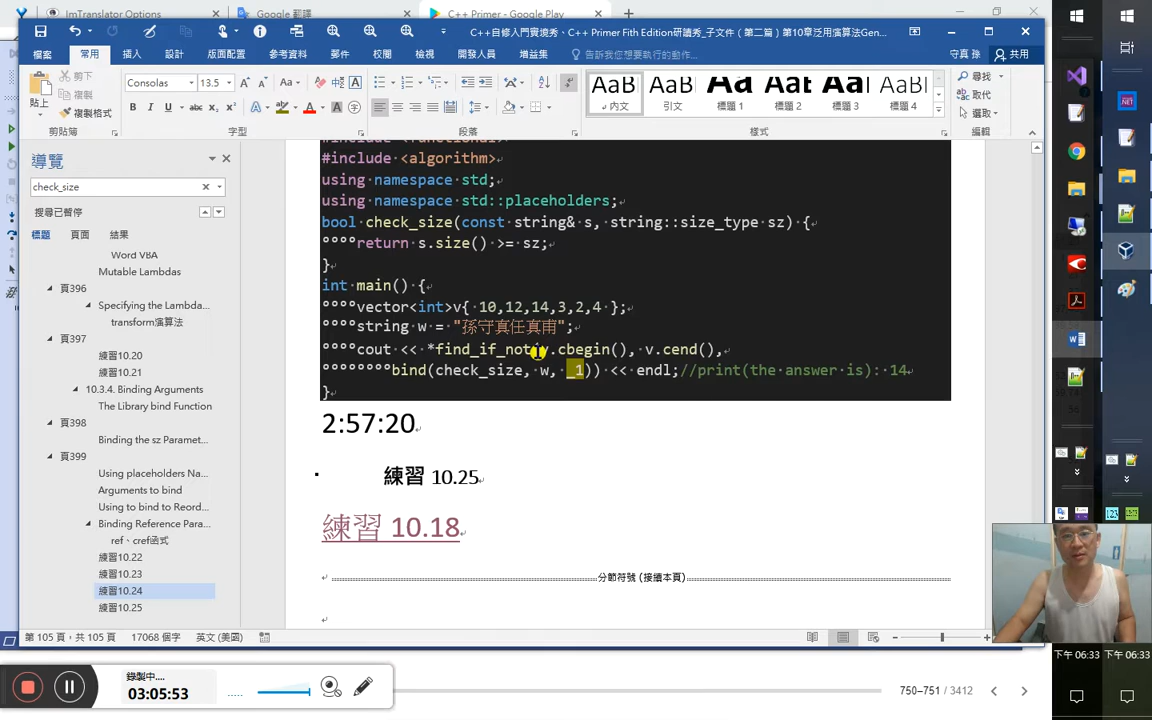 ImTranslator Options
Google 翻譯
C++ Primer - Google Play
C++自修入門實境秀、C++ Primer Fith Edition研讀秀_子文件（第二篇）第10章泛用演算法Gen...
檔案
常用
插入
設計
版面配置
參考資料
郵件
校閱
檢視
開發人員
增益集
告訴我您想要執行的動作...
守真 孫
共用
貼上
剪下
複製
複製格式
Consolas
13.5
AaB
內文
AaB
引文
Aa
標題 1
Aat
標題 2
Aa
標題 3
AaB
標題 4
尋找
取代
選取
剪貼簿
字型
段落
樣式
編輯
導覽
check_size
搜尋已暫停
標題
頁面
結果
Word VBA
Mutable Lambdas
頁396
Specifying the Lambda...
transform演算法
頁397
練習10.20
練習10.21
10.3.4. Binding Arguments
The Library bind Function
頁398
Binding the sz Paramet...
頁399
Using placeholders Na...
Arguments to bind
Using to bind to Reord...
Binding Reference Para...
ref、cref函式
練習10.22
練習10.23
練習10.24
練習10.25
#include <functional>
#include <algorithm>
using namespace std;
using namespace std::placeholders;
bool check_size(const string& s, string::size_type sz) {
return s.size() >= sz;
}
int main() {
vector<int>v{ 10,12,14,3,2,4 };
string w = "孫守真任真甫";
cout << *find_if_not(v.cbegin(), v.cend(),
bind(check_size, w, _1)) << endl;//print(the answer is): 14
}
2:57:20
練習 10.25
練習 10.18
分節符號 (接續本頁)
第 105 頁，共 105 頁
17068 個字
英文 (美國)
錄製中...
03:05:53
750–751 / 3412
下午 06:33
下午 06:33